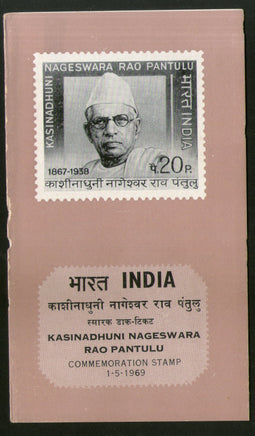 KASINADHUNI NAGESWARA RAO PANTULU
भारत INDIA
1867-1938
प.20P.
काशीनाधुनी नागेश्वर राव पंतुलु
भारत INDIA
काशीनाधुनी नागेश्वर राव पंतुलु
स्मारक डाक-टिकट
KASINADHUNI NAGESWARA
RAO PANTULU
COMMEMORATION STAMP
1-5-1969